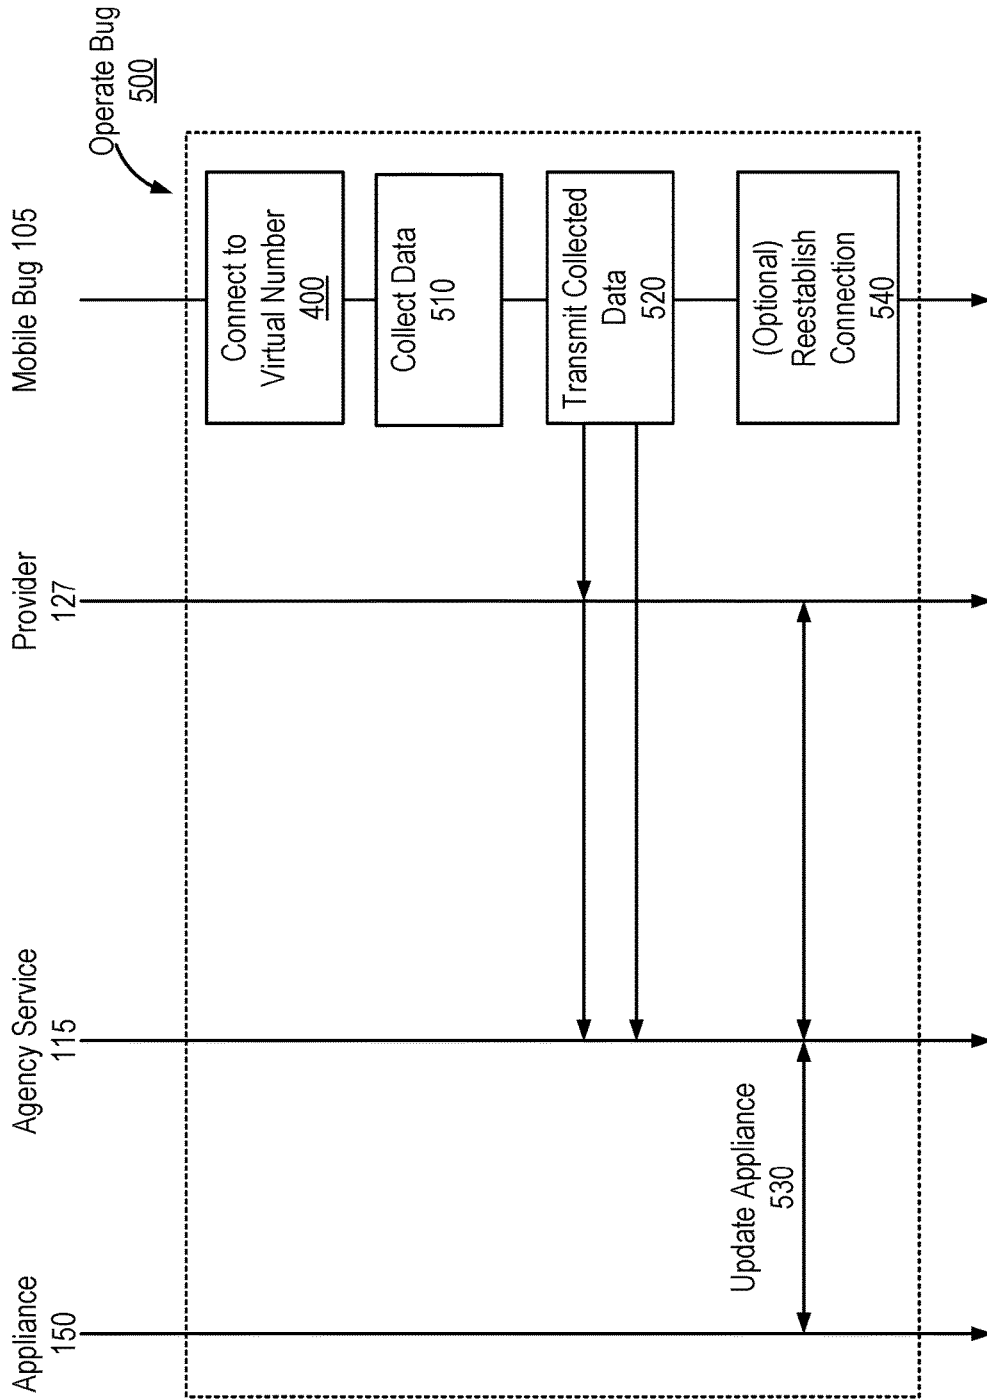 Operate Bug
500
Appliance
150
Agency Service
115
Provider
127
Mobile Bug 105
Connect to
Virtual Number
400
Collect Data
510
Transmit Collected
Data
520
Update Appliance
530
(Optional)
Reestablish
Connection
540